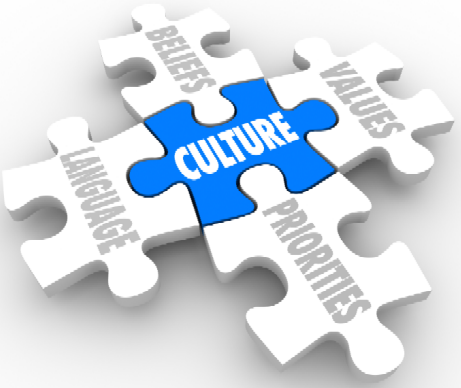 BELIEFS
VALUES
CULTURE
LANGUAGE
PRIORITIES